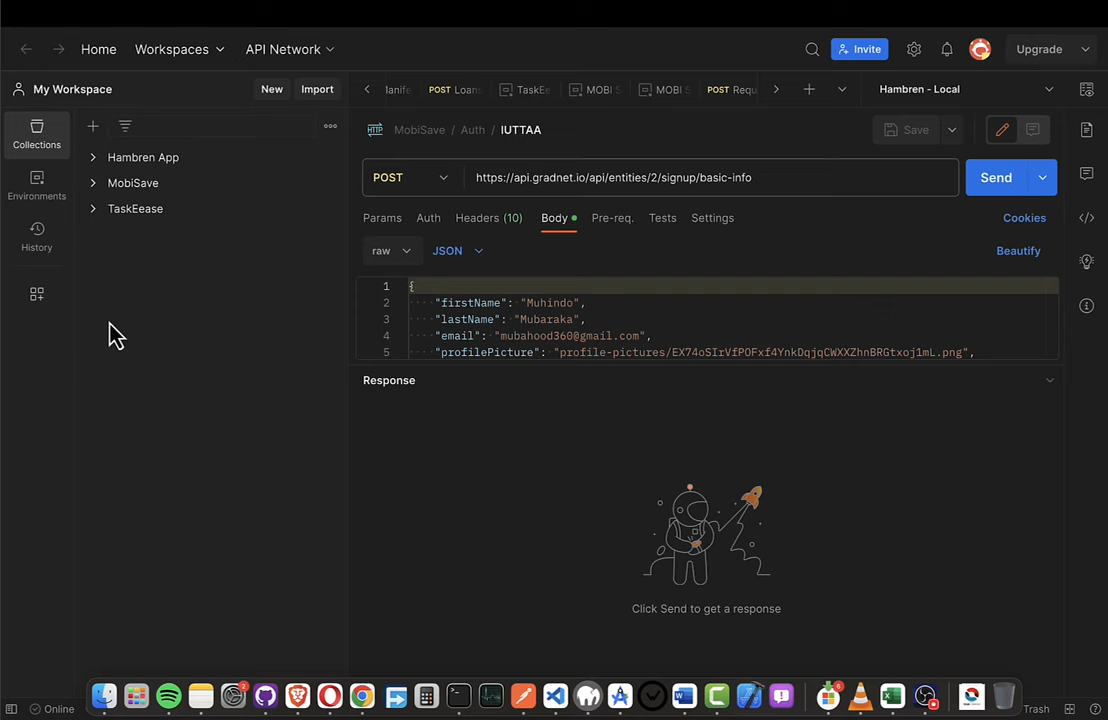 Home Workspaces API Network Invite Upgrade
My Workspace New Import POST Loans TaskEe MOBI S MOBI S POST Requ Hambren - Local
Collections
Environments
History
Hambren App
MobiSave
TaskEease
HTTP MobiSave / Auth / IUTTAA Save
POST https://api.gradnet.io/api/entities/2/signup/basic-info Send
Params Auth Headers (10) Body Pre-req. Tests Settings Cookies
raw JSON Beautify
1 {
2 "firstName": "Muhindo",
3 "lastName": "Mubaraka",
4 "email": "mubahood360@gmail.com",
5 "profilePicture": "profile-pictures/EX74oSIrVfPOFxf4YnkDqjqCWXXZhnBRGtxoj1mL.png",
Response
Click Send to get a response
Online Trash